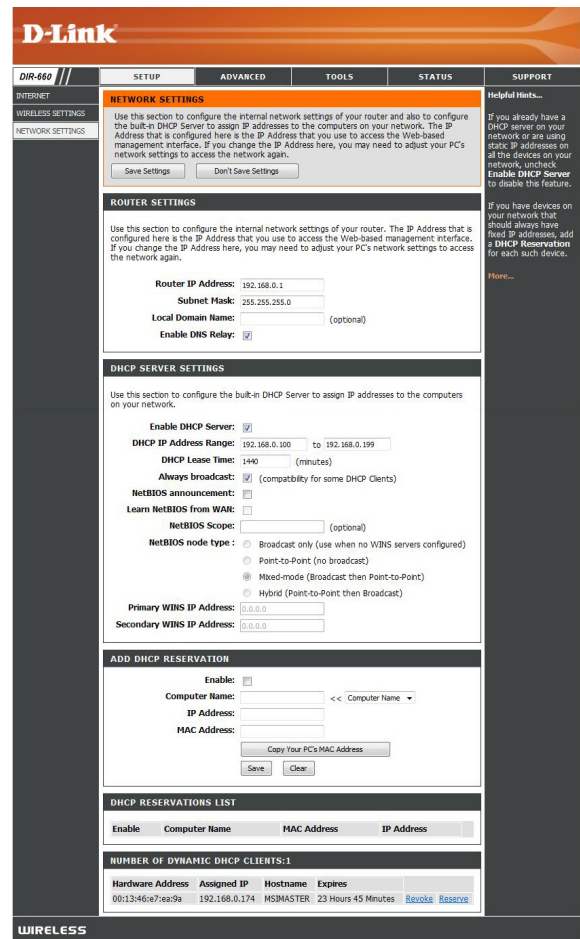 D-Link
DIR-660 //
SETUP ADVANCED TOOLS STATUS SUPPORT
INTERNET
WIRELESS SETTINGS
NETWORK SETTINGS
NETWORK SETTINGS
Use this section to configure the internal network settings of your router and also to configure
the built-in DHCP Server to assign IP addresses to the computers on your network. The IP
Address that is configured here is the IP Address that you use to access the Web-based
management interface. If you change the IP Address here, you may need to adjust your PC's
network settings to access the network again.
Save Settings Don't Save Settings
ROUTER SETTINGS
Use this section to configure the internal network settings of your router. The IP Address that is
configured here is the IP Address that you use to access the Web-based management interface.
If you change the IP Address here, you may need to adjust your PC's network settings to access
the network again.
Router IP Address: 192.168.0.1
Subnet Mask: 255.255.255.0
Local Domain Name: (optional)
Enable DNS Relay:
DHCP SERVER SETTINGS
Use this section to configure the built-in DHCP Server to assign IP addresses to the computers
on your network.
Enable DHCP Server:
DHCP IP Address Range: 192.168.0.100 to 192.168.0.199
DHCP Lease Time: 1440 (minutes)
Always broadcast: (compatibility for some DHCP Clients)
NetBIOS announcement:
Learn NetBIOS from WAN:
NetBIOS Scope: (optional)
NetBIOS node type : Broadcast only (use when no WINS servers configured)
Point-to-Point (no broadcast)
Mixed-mode (Broadcast then Point-to-Point)
Hybrid (Point-to-Point then Broadcast)
Primary WINS IP Address: 0.0.0.0
Secondary WINS IP Address: 0.0.0.0
ADD DHCP RESERVATION
Enable:
Computer Name: << Computer Name
IP Address:
MAC Address:
Copy Your PC's MAC Address
Save Clear
DHCP RESERVATIONS LIST
Enable Computer Name MAC Address IP Address
NUMBER OF DYNAMIC DHCP CLIENTS:1
Hardware Address Assigned IP Hostname Expires
00:13:46:e7:ea:9a 192.168.0.174 MSIMASTER 23 Hours 45 Minutes Revoke Reserve
Helpful Hints...
If you already have a
DHCP server on your
network or are using
static IP addresses on
all the devices on your
network, uncheck
Enable DHCP Server
to disable this feature.
If you have devices on
your network that
should always have
fixed IP addresses, add
a DHCP Reservation
for each such device.
More...
WIRELESS